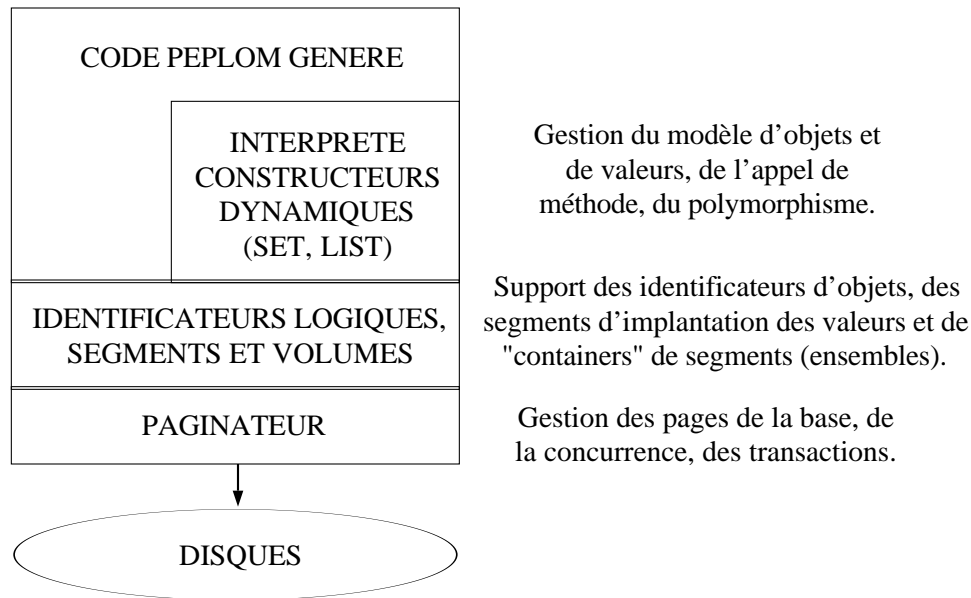 CODE PEPLOM GENERE
INTERPRETE
CONSTRUCTEURS
DYNAMIQUES
(SET, LIST)
Gestion du modèle d'objets et
de valeurs, de l'appel de
méthode, du polymorphisme.
IDENTIFICATEURS LOGIQUES,
SEGMENTS ET VOLUMES
Support des identificateurs d'objets, des
segments d'implantation des valeurs et de
"containers" de segments (ensembles).
PAGINATEUR
Gestion des pages de la base, de
la concurrence, des transactions.
DISQUES